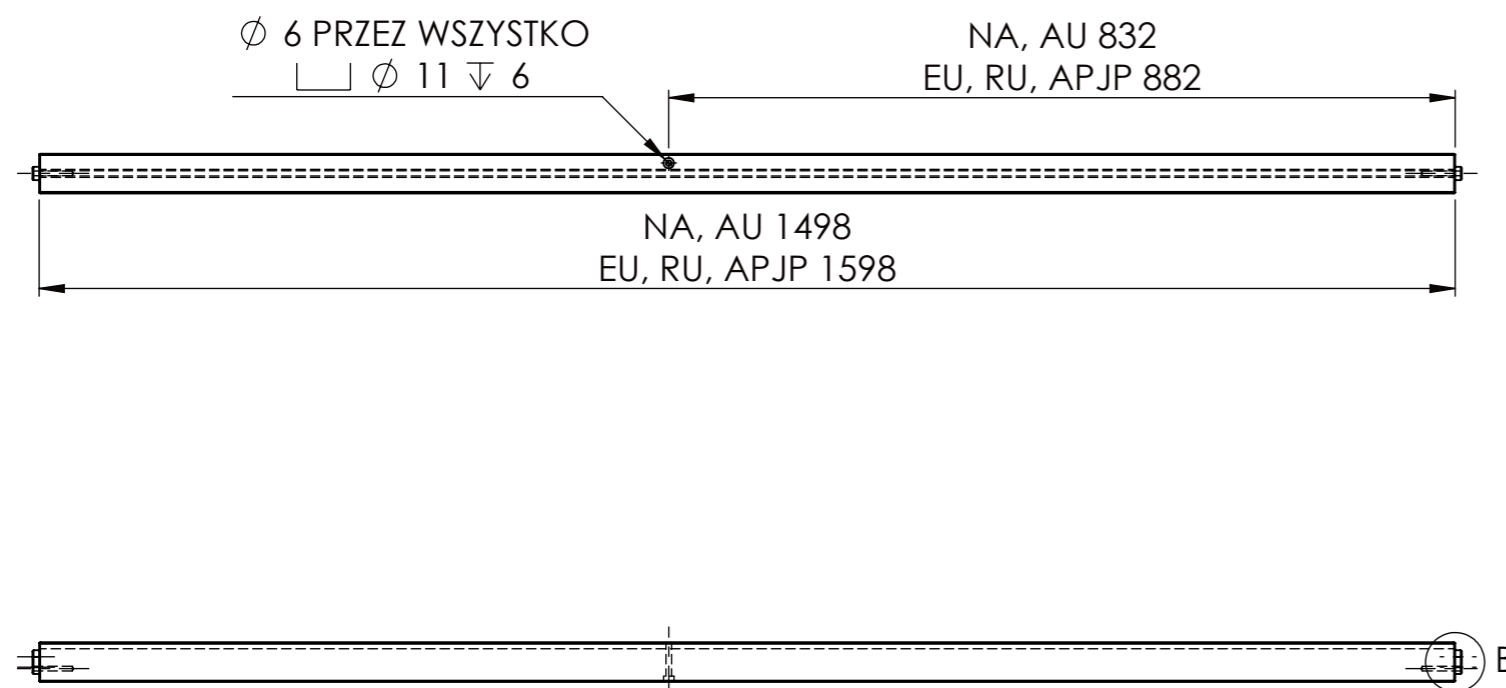 ∅ 6 PRZEZ WSZYSTKO
⌴ ∅ 11 ↧ 6
NA, AU 832
EU, RU, APJP 882
NA, AU 1498
EU, RU, APJP 1598